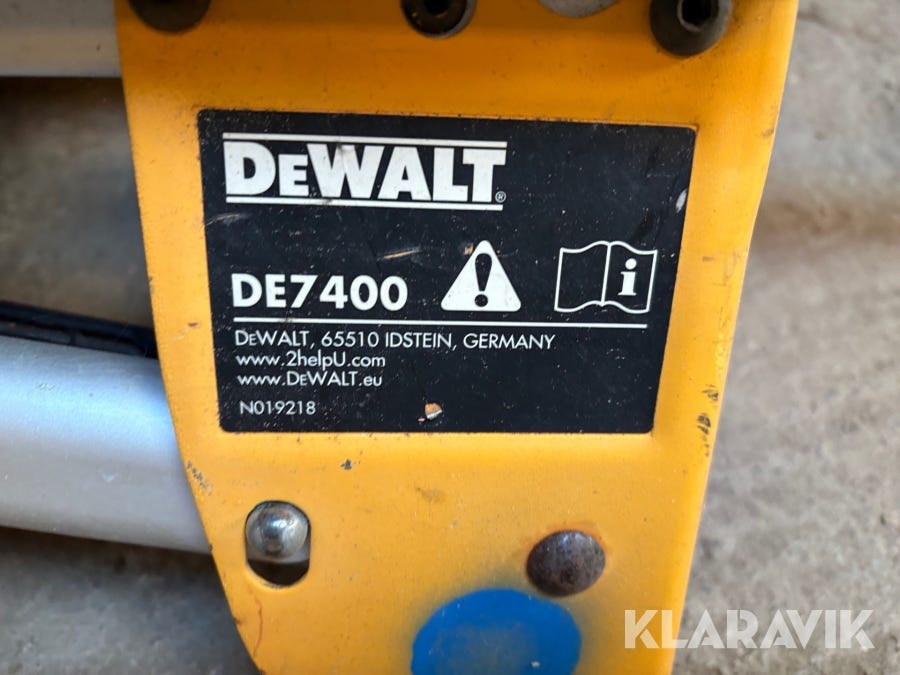 DEWALT®
DE7400
i
DEWALT, 65510 IDSTEIN, GERMANY
www.2helpU.com
www.DEWALT.eu
N019218
KLARAVIK